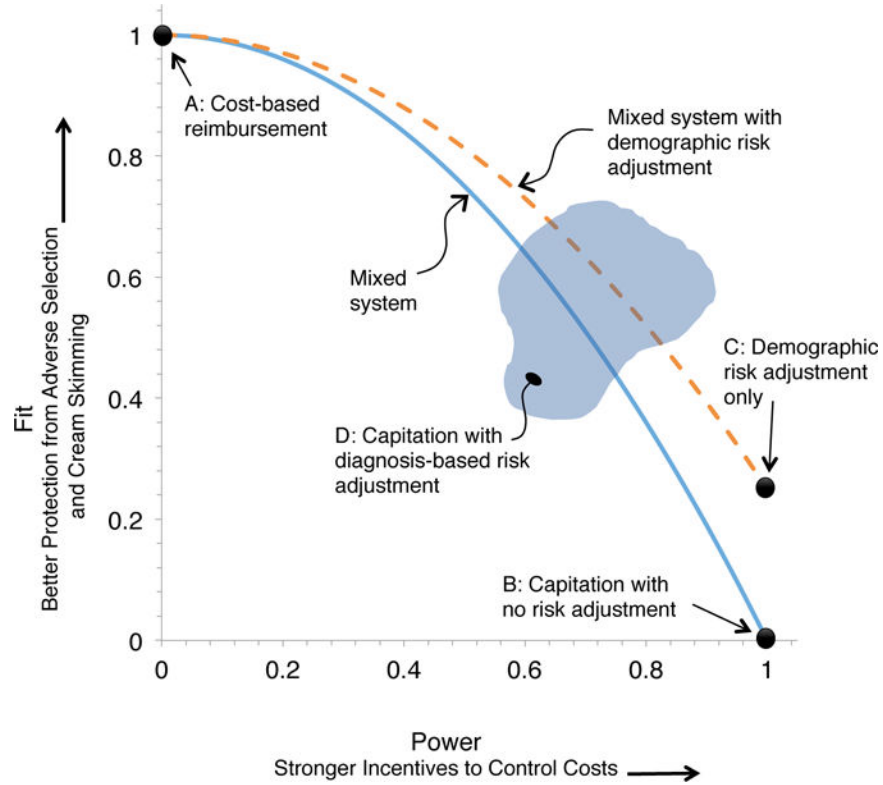 1
A: Cost-based
reimbursement
Mixed system with
demographic risk
adjustment
0.8
Mixed
system
0.6
C: Demographic
risk adjustment
only
0.4
D: Capitation with
diagnosis-based risk
adjustment
0.2
B: Capitation with
no risk adjustment
0
Fit
Better Protection from Adverse Selection
and Cream Skimming
0 0.2 0.4 0.6 0.8 1
Power
Stronger Incentives to Control Costs